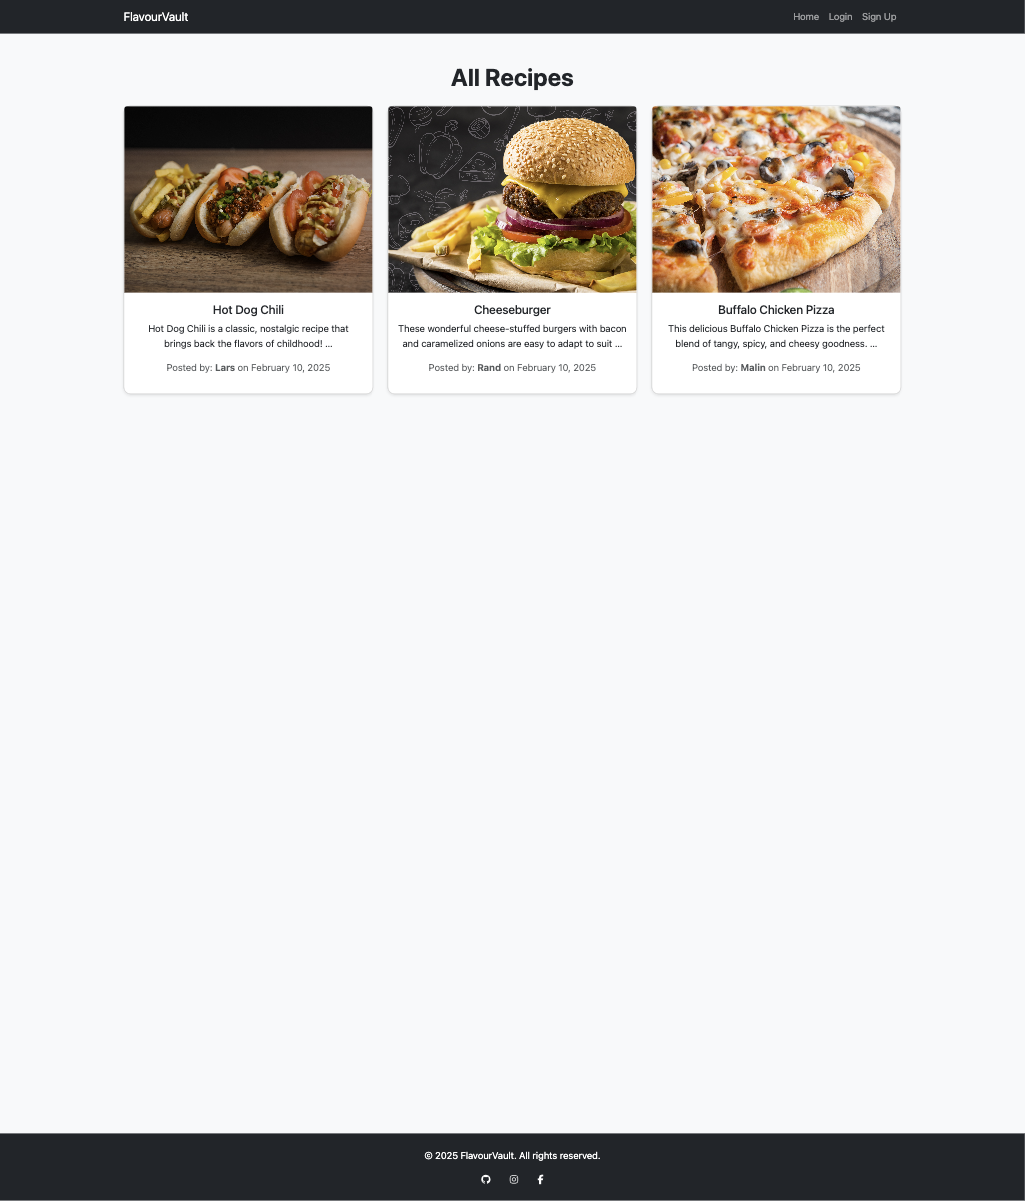 FlavourVault
Home Login Sign Up
All Recipes
Hot Dog Chili
Hot Dog Chili is a classic, nostalgic recipe that
brings back the flavors of childhood! ...
Posted by: Lars on February 10, 2025
Cheeseburger
These wonderful cheese-stuffed burgers with bacon
and caramelized onions are easy to adapt to suit ...
Posted by: Rand on February 10, 2025
Buffalo Chicken Pizza
This delicious Buffalo Chicken Pizza is the perfect
blend of tangy, spicy, and cheesy goodness. ...
Posted by: Malin on February 10, 2025
© 2025 FlavourVault. All rights reserved.